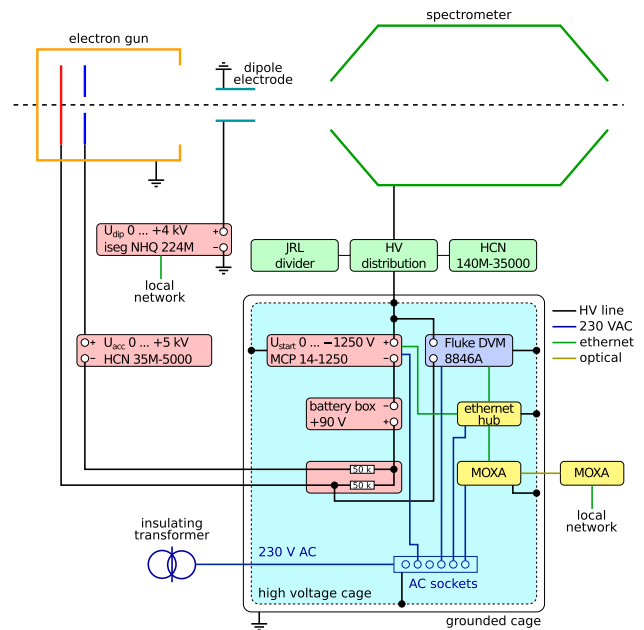 spectrometer
electron gun
dipole
electrode
Udip 0 ... +4 kV
iseg NHQ 224M
+
−
local
network
JRL
divider
HV
distribution
HCN
140M-35000
HV line
230 VAC
ethernet
optical
+
−
Uacc 0 ... +5 kV
HCN 35M-5000
Ustart 0 ... −1250 V
MCP 14-1250
+
−
Fluke DVM
8846A
battery box
+90 V
−
+
ethernet
hub
50 k
50 k
MOXA
MOXA
local
network
insulating
transformer
230 V AC
AC sockets
high voltage cage
grounded cage